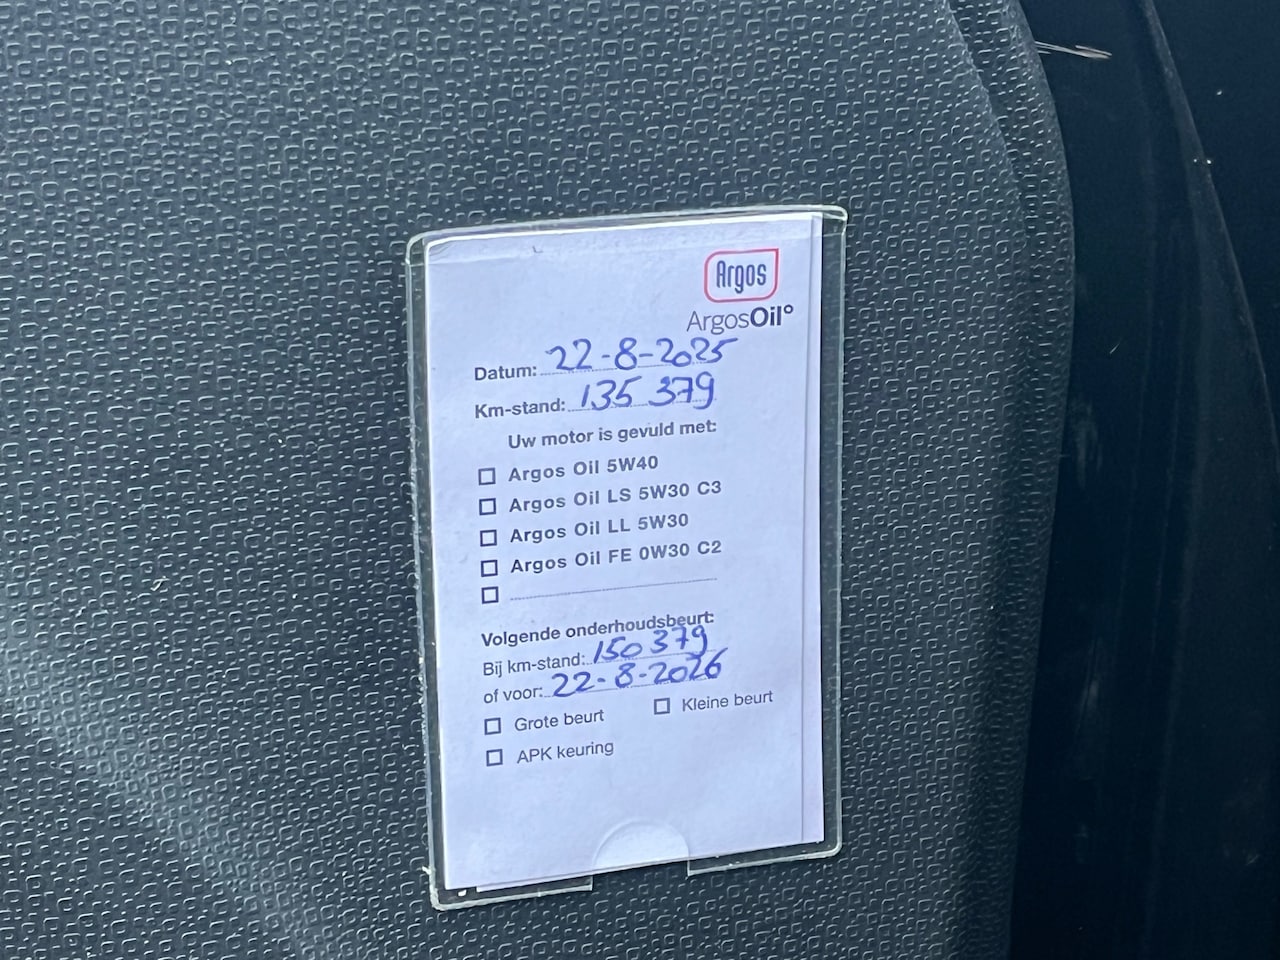 Argos
ArgosOil°
Datum: 22-8-2025
Km-stand: 135 379
Uw motor is gevuld met:
☐ Argos Oil 5W40
☐ Argos Oil LS 5W30 C3
☐ Argos Oil LL 5W30
☐ Argos Oil FE 0W30 C2
☐
Volgende onderhoudsbeurt:
Bij km-stand: 150 379
of voor: 22-8-2026
☐ Grote beurt ☐ Kleine beurt
☐ APK keuring